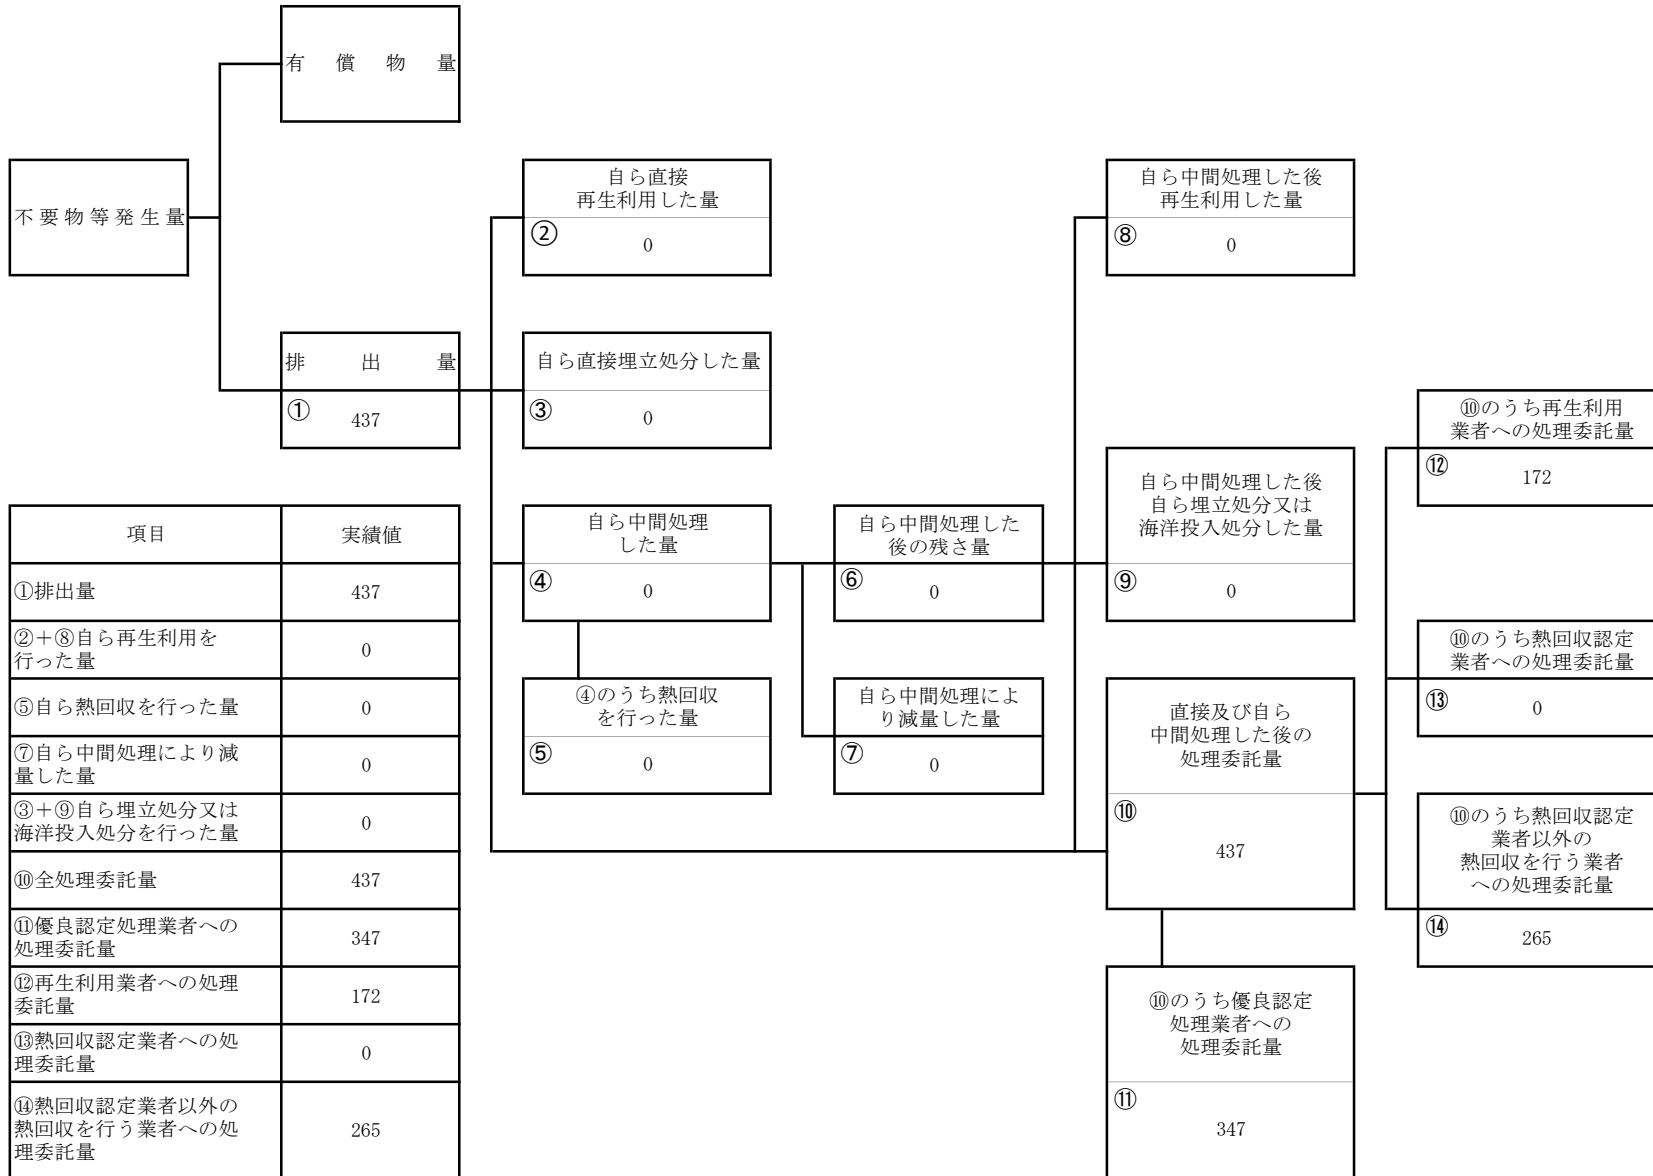 有償物量
不要物等発生量
自ら直接
再生利用した量
②
0
自ら中間処理した後
再生利用した量
⑧
0
排出量
①
437
自ら直接埋立処分した量
③
0
⑩のうち再生利用
業者への処理委託量
⑫
172
自ら中間処理
した量
④
0
自ら中間処理した
後の残さ量
⑥
0
自ら中間処理した後
自ら埋立処分又は
海洋投入処分した量
⑨
0
⑩のうち熱回収認定
業者への処理委託量
⑬
0
④のうち熱回収
を行った量
⑤
0
自ら中間処理によ
り減量した量
⑦
0
直接及び自ら
中間処理した後の
処理委託量
⑩
437
⑩のうち熱回収認定
業者以外の
熱回収を行う業者
への処理委託量
⑭
265
⑩のうち優良認定
処理業者への
処理委託量
⑪
347
項目
実績値
①排出量
437
②+⑧自ら再生利用を
行った量
0
⑤自ら熱回収を行った量
0
⑦自ら中間処理により減
量した量
0
③+⑨自ら埋立処分又は
海洋投入処分を行った量
0
⑩全処理委託量
437
⑪優良認定処理業者への
処理委託量
347
⑫再生利用業者への処理
委託量
172
⑬熱回収認定業者への処
理委託量
0
⑭熱回収認定業者以外の
熱回収を行う業者への処
理委託量
265